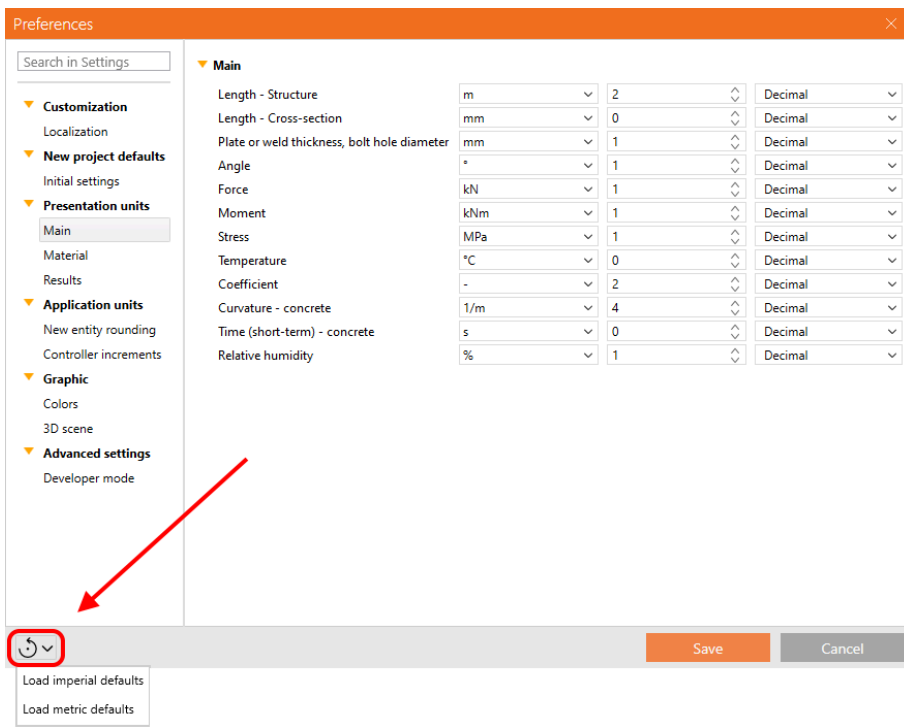 Preferences
Search in Settings
Customization
Localization
New project defaults
Initial settings
Presentation units
Main
Material
Results
Application units
New entity rounding
Controller increments
Graphic
Colors
3D scene
Advanced settings
Developer mode
Main
Length - Structure m 2 Decimal
Length - Cross-section mm 0 Decimal
Plate or weld thickness, bolt hole diameter mm 1 Decimal
Angle ° 1 Decimal
Force kN 1 Decimal
Moment kNm 1 Decimal
Stress MPa 1 Decimal
Temperature °C 0 Decimal
Coefficient - 2 Decimal
Curvature - concrete 1/m 4 Decimal
Time (short-term) - concrete s 0 Decimal
Relative humidity % 1 Decimal
Save Cancel
Load imperial defaults
Load metric defaults